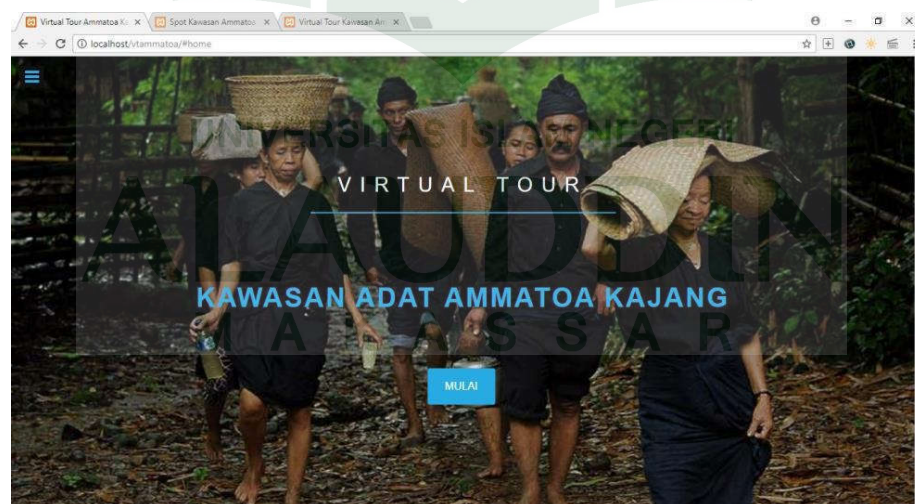 Virtual Tour Ammatoa Ka
Spot Kawasan Ammatoa
Virtual Tour Kawasan Am
localhost/vtammatoa/#home
UNIVERSITAS ISLAM NEGERI
VIRTUAL TOUR
ALAUDDIN
KAWASAN ADAT AMMATOA KAJANG
MAKASSAR
MULAI